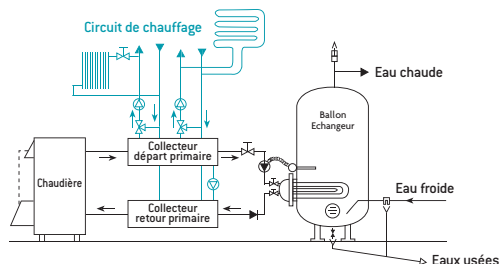 Circuit de chauffage
Eau chaude
Ballon
Echangeur
Collecteur
départ primaire
Chaudière
Eau froide
Collecteur
retour primaire
Eaux usées